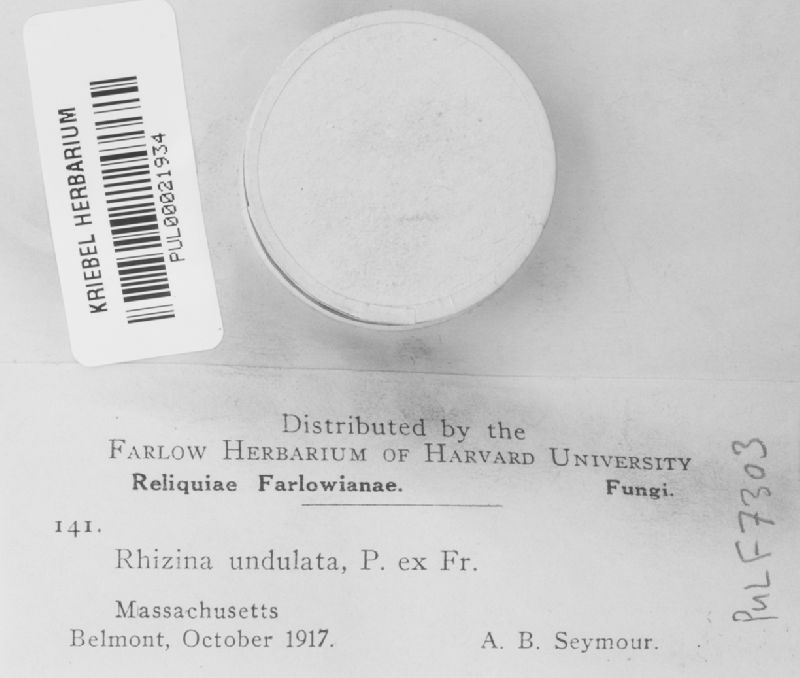 KRIEBEL HERBARIUM
PUL00021934
Distributed by the
FARLOW HERBARIUM OF HARVARD UNIVERSITY
Reliquiae Farlowianae. Fungi.
141.
Rhizina undulata, P. ex Fr.
Massachusetts
Belmont, October 1917. A. B. Seymour.
PUL F7303